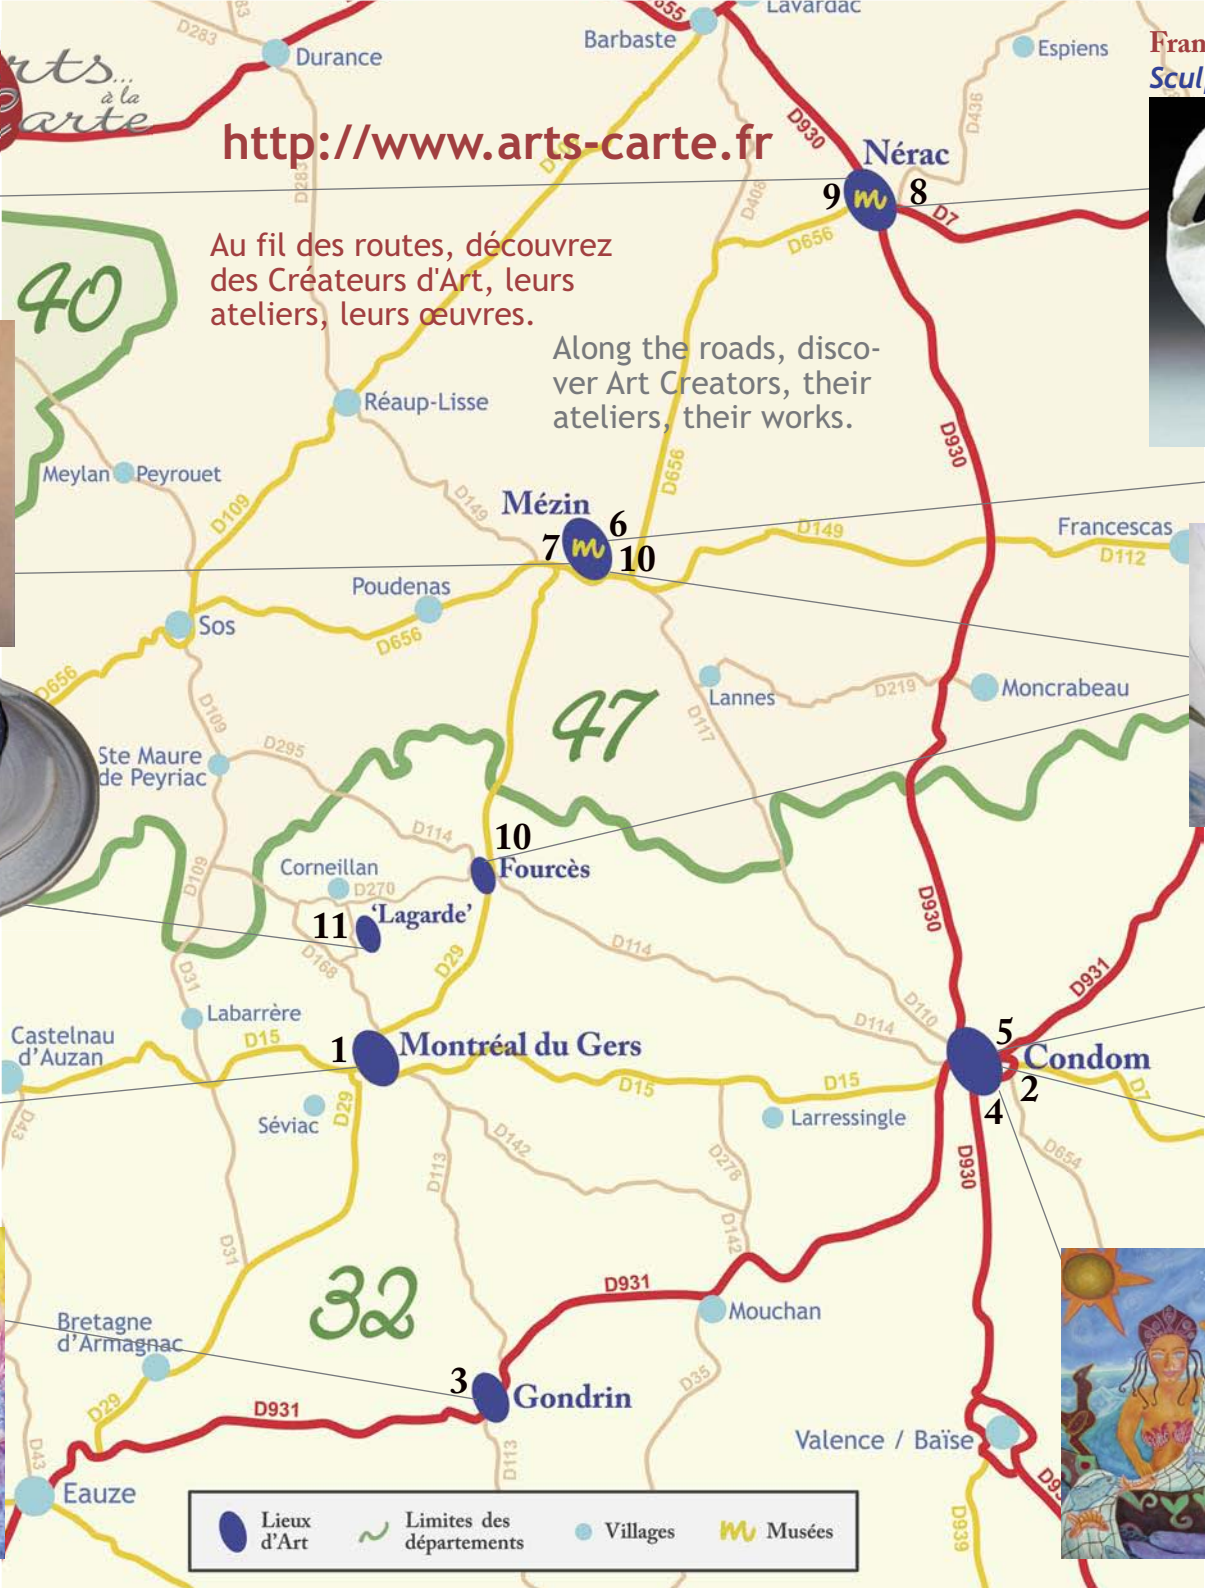 Lavardac
D283
Barbaste
Durance
Espiens
Fran
Scul
à la
D436
D930
http://www.arts-carte.fr
Nérac
D283
D408
9
m
8
D7
D656
Au fil des routes, découvrez
des Créateurs d'Art, leurs
ateliers, leurs œuvres.
40
Along the roads, disco-
ver Art Creators, their
ateliers, their works.
Réaup-Lisse
D930
Meylan
Peyrouet
D656
D109
D149
Mézin
6
7
m
10
D149
Francescas
D112
Poudenas
Sos
D656
D656
Lannes
D219
Moncrabeau
D109
D117
47
Ste Maure
de Peyriac
D295
D114
10
Fourcès
Corneillan
D270
D109
'Lagarde'
11
D930
D114
D168
D29
D31
D931
D110
Labarrère
D114
Castelnau
d'Auzan
D15
1
Montréal du Gers
5
Condom
2
4
D15
D15
D7
D43
Séviac
D29
Larressingle
D142
D113
D278
D930
D654
D142
D31
32
D931
Mouchan
Bretagne
d'Armagnac
3
Gondrin
D35
D29
D931
Valence / Baïse
D43
D113
D93
Eauze
D939
Lieux
d'Art
Limites des
départements
Villages
m
Musées